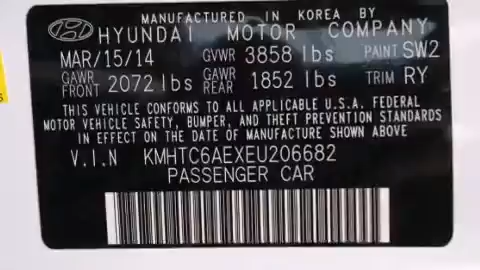 MANUFACTURED IN KOREA BY
HYUNDAI MOTOR COMPANY
MAR/15/14 GVWR 3858 lbs PAINT SW2
GAWR FRONT 2072 lbs GAWR REAR 1852 lbs TRIM RY
THIS VEHICLE CONFORMS TO ALL APPLICABLE U.S.A. FEDERAL
MOTOR VEHICLE SAFETY, BUMPER, AND THEFT PREVENTION STANDARDS
IN EFFECT ON THE DATE OF MANUFACTURE SHOWN ABOVE
V.I.N KMHTC6AEXEU206682
PASSENGER CAR